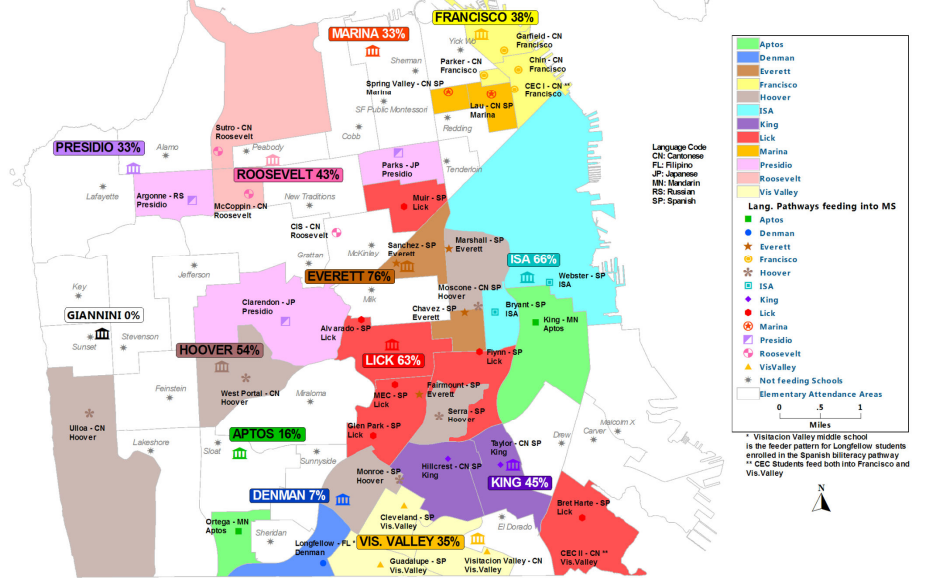 FRANCISCO 38%
MARINA 33%
Yick Wo
Garfield - CN
Francisco
Sherman
Parker - CN
Francisco
Chin - CN
Francisco
Spring Valley - CN SP
Marina
CEC I - CN **
Francisco
SF Public Montessori
Lau - CN SP
Marina
Redding
Cobb
Sutro - CN
Roosevelt
Peabody
PRESIDIO 33%
Alamo
ROOSEVELT 43%
Parks - JP
Presidio
Tenderloin
Lafayette
Argonne - RS
Presidio
McCoppin - CN
Roosevelt
New Traditions
Muir - SP
Lick
CIS - CN
Roosevelt
McKinley
Sanchez - SP
Everett
Marshall - SP
Everett
Grattan
Jefferson
EVERETT 76%
ISA 66%
Webster - SP
ISA
Key
Milk
Moscone - CN SP
Hoover
Clarendon - JP
Presidio
Chavez - SP
Everett
Bryant - SP
ISA
GIANNINI 0%
King - MN
Aptos
Alvarado - SP
Lick
Sunset
Stevenson
HOOVER 54%
LICK 63%
Flynn - SP
Lick
West Portal - CN
Hoover
Feinstein
Miraloma
MEC - SP
Lick
Fairmount - SP
Everett
Ulloa - CN
Hoover
Serra - SP
Hoover
Glen Park - SP
Lick
APTOS 16%
Lakeshore
Sloat
Sunnyside
Taylor - CN SP
King
Drew
Carver
Malcolm X
Monroe - SP
Hoover
Hillcrest - CN SP
King
KING 45%
DENMAN 7%
Cleveland - SP
Vis.Valley
El Dorado
Bret Harte - SP
Lick
Ortega - MN
Aptos
Sheridan
Longfellow - FL *
Denman
VIS. VALLEY 35%
Guadalupe - SP
Vis.Valley
Visitacion Valley - CN
Vis.Valley
CEC II - CN **
Vis.Valley
Language Code
CN: Cantonese
FL: Filipino
JP: Japanese
MN: Mandarin
RS: Russian
SP: Spanish
Aptos
Denman
Everett
Francisco
Hoover
ISA
King
Lick
Marina
Presidio
Roosevelt
Vis Valley
Lang. Pathways feeding into MS
Aptos
Denman
Everett
Francisco
Hoover
ISA
King
Lick
Marina
Presidio
Roosevelt
VisValley
Not feeding Schools
Elementary Attendance Areas
0 .5 1
Miles
* Visitacion Valley middle school
is the feeder pattern for Longfellow students
enrolled in the Spanish biliteracy pathway
** CEC Students feed both into Francisco and
Vis.Valley
N